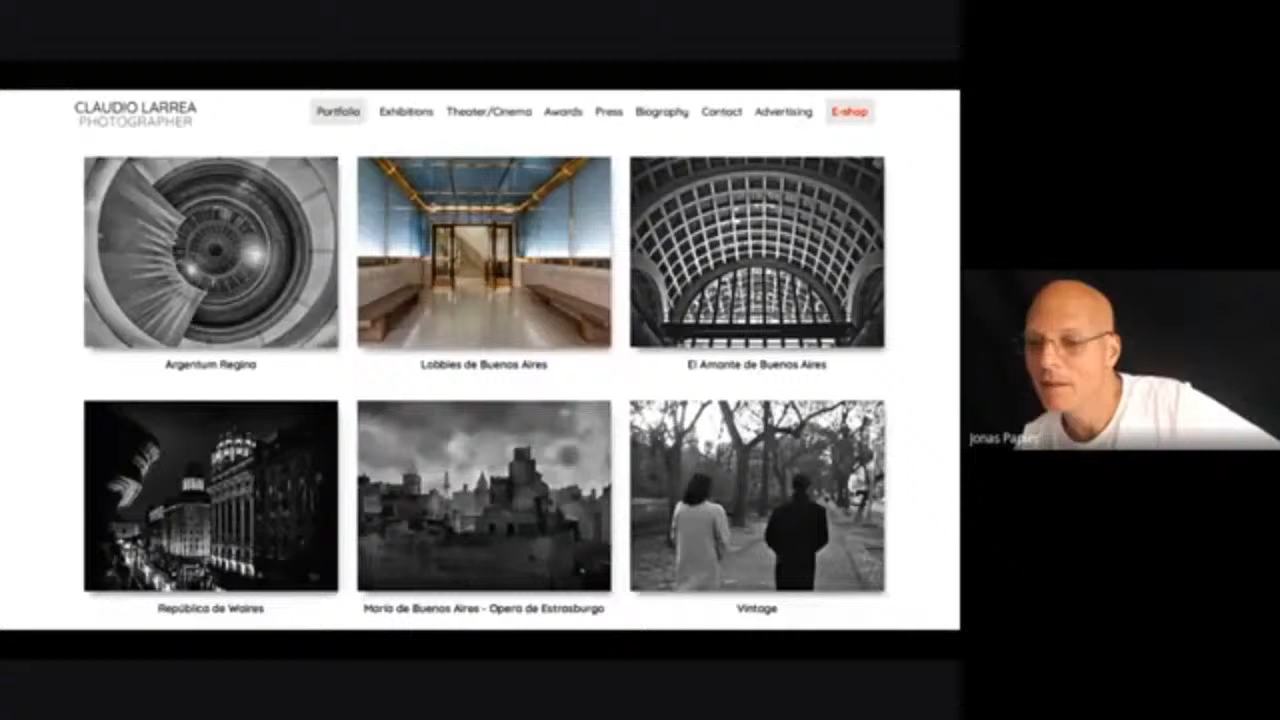 CLAUDIO LARREA
PHOTOGRAPHER
Portfolio Exhibitions Theater/Cinema Awards Press Biography Contact Advertising E-shop
Argentum Regina
Lobbies de Buenos Aires
El Amante de Buenos Aires
República de Waires
María de Buenos Aires - Opera de Estrasburgo
Vintage
Jonas